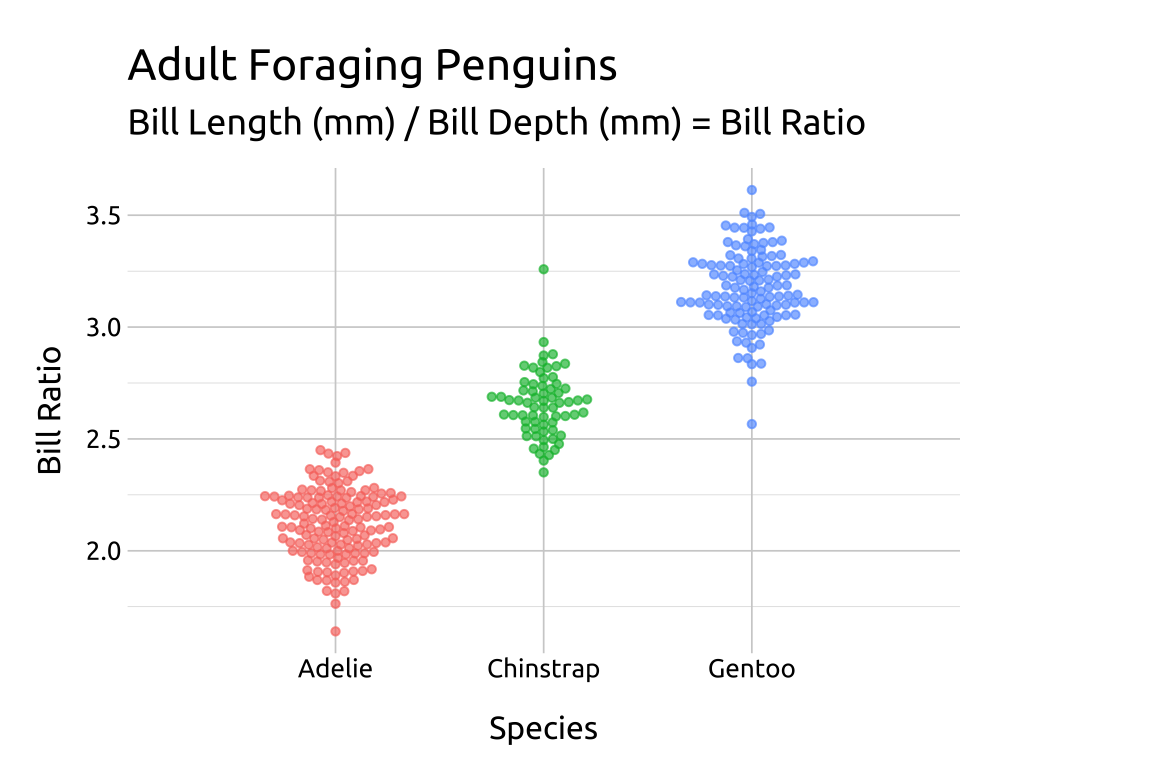 Adult Foraging Penguins
Bill Length (mm) / Bill Depth (mm) = Bill Ratio
Bill Ratio
3.5
3.0
2.5
2.0
Adelie Chinstrap Gentoo
Species